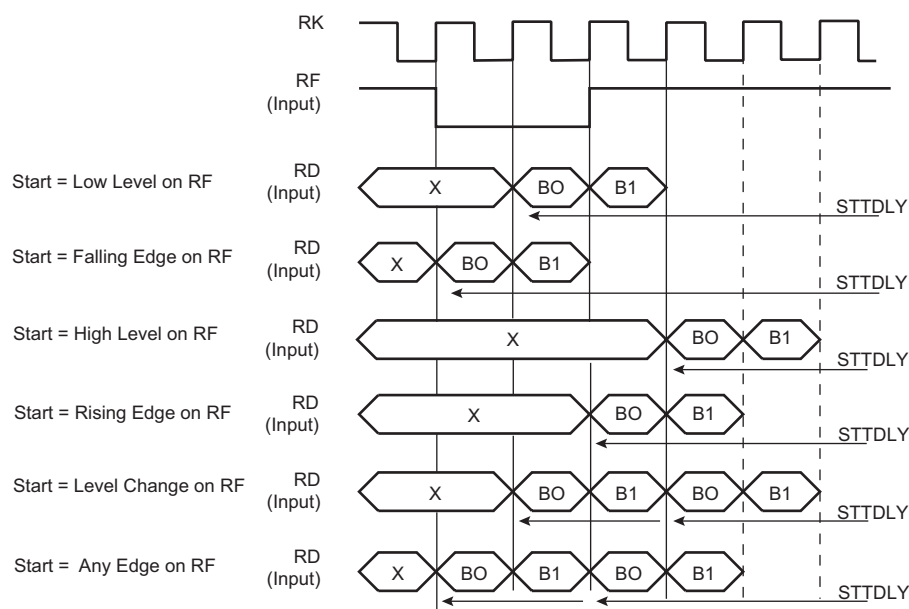 RK
RF
(Input)
Start = Low Level on RF
RD
(Input)
X
BO
B1
STTDLY
Start = Falling Edge on RF
RD
(Input)
X
BO
B1
STTDLY
Start = High Level on RF
RD
(Input)
X
BO
B1
STTDLY
Start = Rising Edge on RF
RD
(Input)
X
BO
B1
STTDLY
Start = Level Change on RF
RD
(Input)
X
BO
B1
BO
B1
STTDLY
Start = Any Edge on RF
RD
(Input)
X
BO
B1
BO
B1
STTDLY